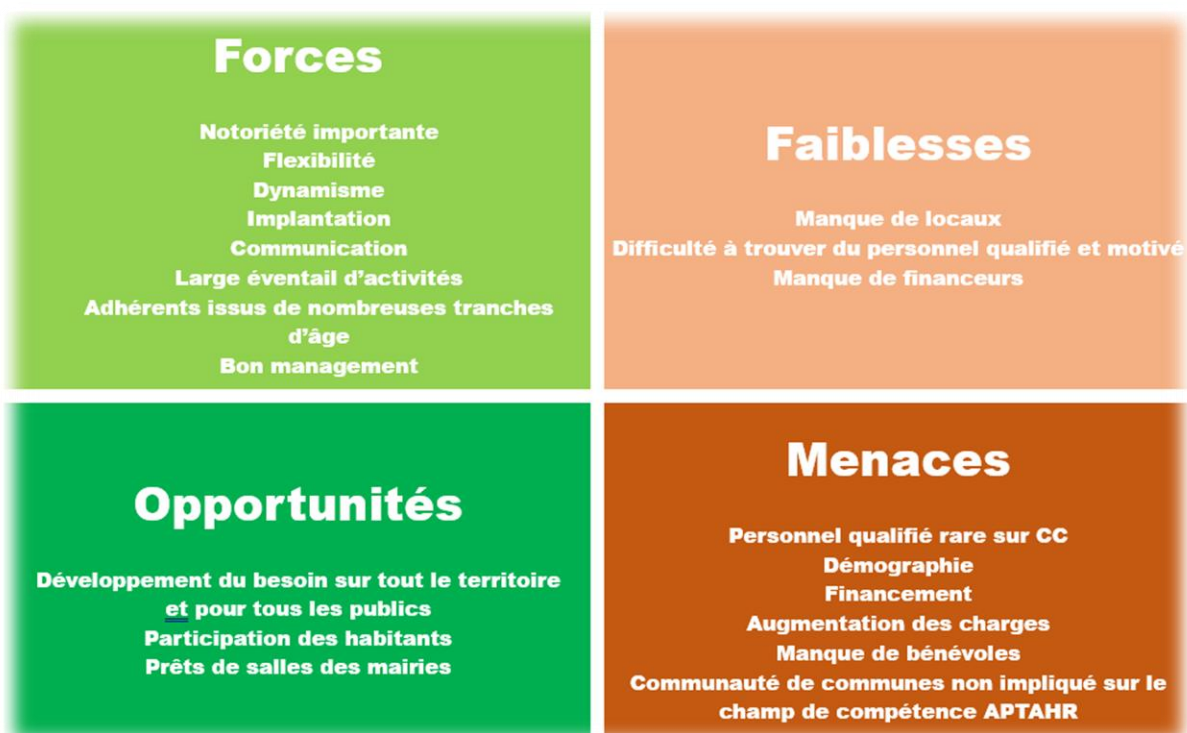 Forces
Notoriété importante
Flexibilité
Dynamisme
Implantation
Communication
Large éventail d’activités
Adhérents issus de nombreuses tranches
d’âge
Bon management
Faiblesses
Manque de locaux
Difficulté à trouver du personnel qualifié et motivé
Manque de financeurs
Opportunités
Développement du besoin sur tout le territoire
et pour tous les publics
Participation des habitants
Prêts de salles des mairies
Menaces
Personnel qualifié rare sur CC
Démographie
Financement
Augmentation des charges
Manque de bénévoles
Communauté de communes non impliqué sur le
champ de compétence APTAHR